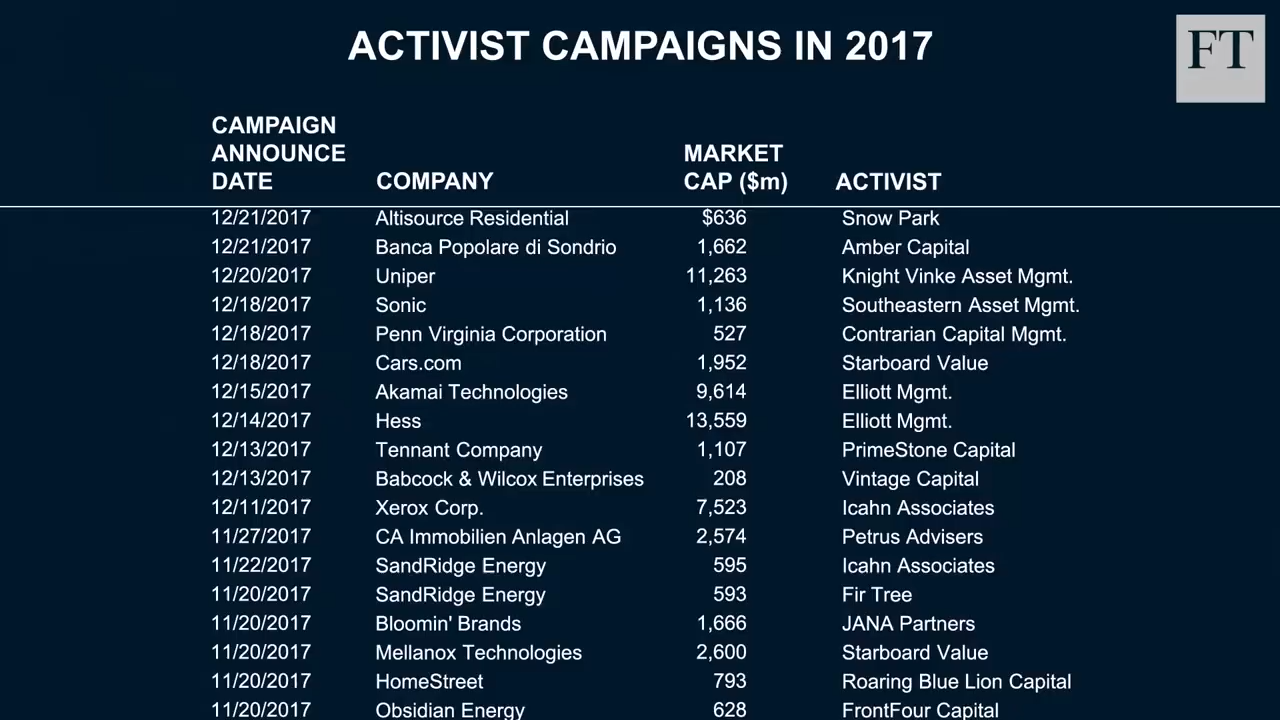 ACTIVIST CAMPAIGNS IN 2017
FT
CAMPAIGN
ANNOUNCE
DATE
COMPANY
MARKET
CAP ($m)
ACTIVIST
12/21/2017 Altisource Residential $636 Snow Park
12/21/2017 Banca Popolare di Sondrio 1,662 Amber Capital
12/20/2017 Uniper 11,263 Knight Vinke Asset Mgmt.
12/18/2017 Sonic 1,136 Southeastern Asset Mgmt.
12/18/2017 Penn Virginia Corporation 527 Contrarian Capital Mgmt.
12/18/2017 Cars.com 1,952 Starboard Value
12/15/2017 Akamai Technologies 9,614 Elliott Mgmt.
12/14/2017 Hess 13,559 Elliott Mgmt.
12/13/2017 Tennant Company 1,107 PrimeStone Capital
12/13/2017 Babcock & Wilcox Enterprises 208 Vintage Capital
12/11/2017 Xerox Corp. 7,523 Icahn Associates
11/27/2017 CA Immobilien Anlagen AG 2,574 Petrus Advisers
11/22/2017 SandRidge Energy 595 Icahn Associates
11/20/2017 SandRidge Energy 593 Fir Tree
11/20/2017 Bloomin' Brands 1,666 JANA Partners
11/20/2017 Mellanox Technologies 2,600 Starboard Value
11/20/2017 HomeStreet 793 Roaring Blue Lion Capital
11/20/2017 Obsidian Energy 628 FrontFour Capital